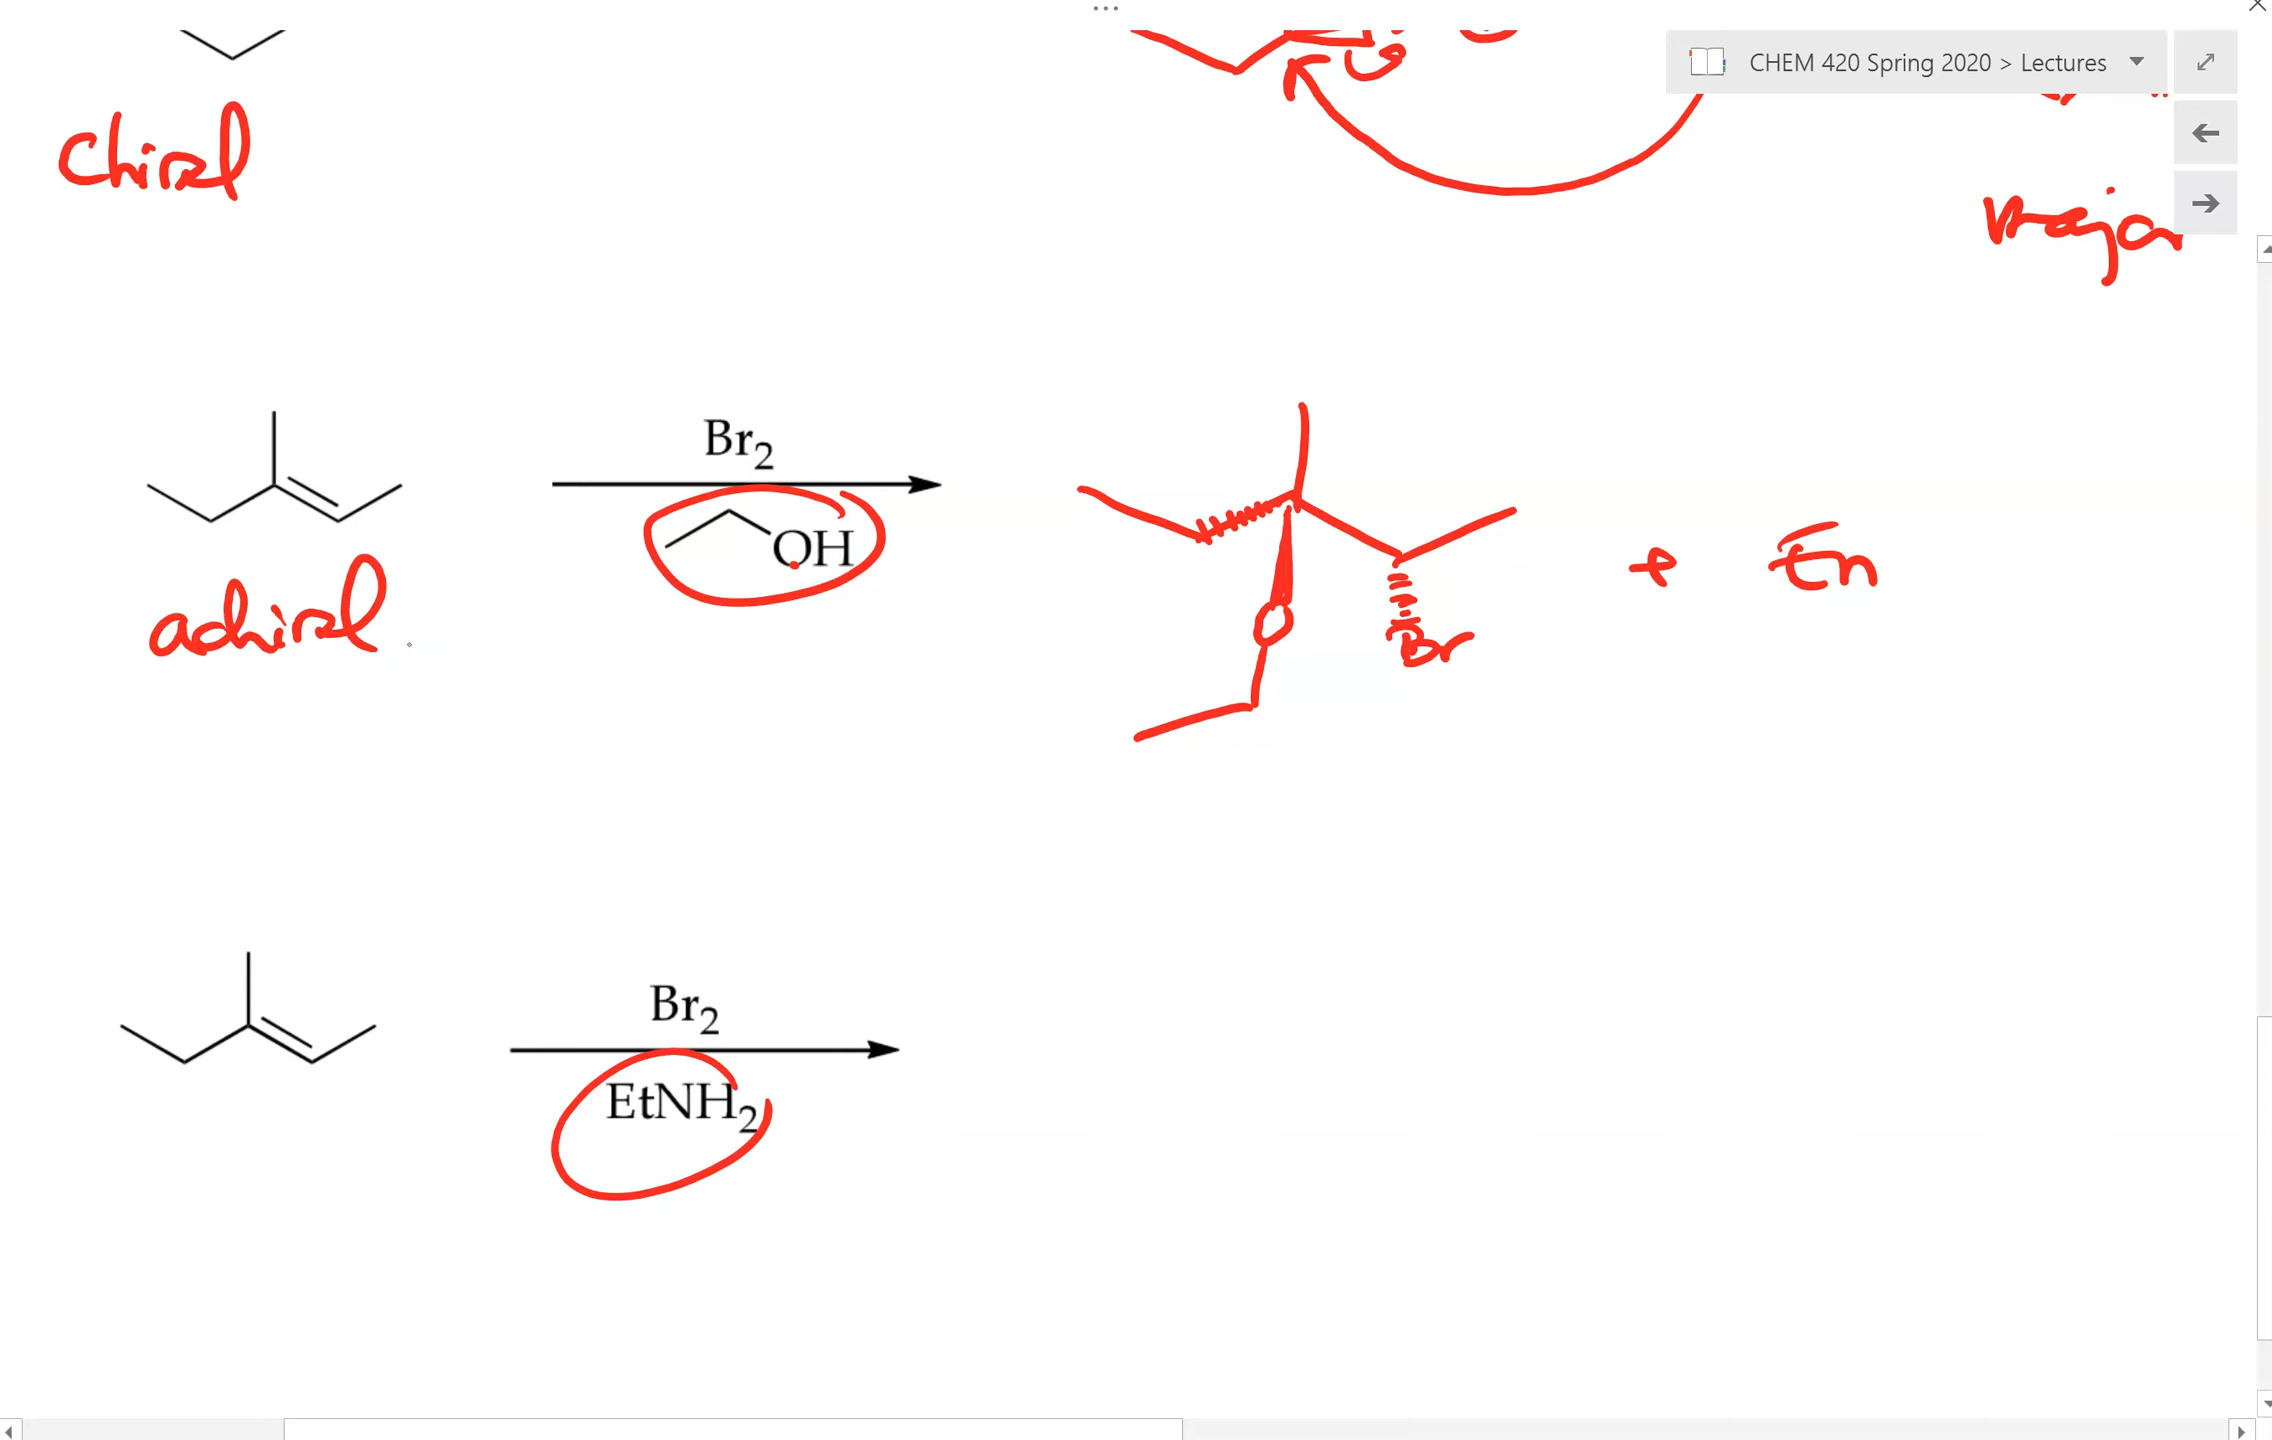 CHEM 420 Spring 2020 > Lectures
chiral
major
Br2
OH
achiral
O
Br
+ En
Br2
EtNH2